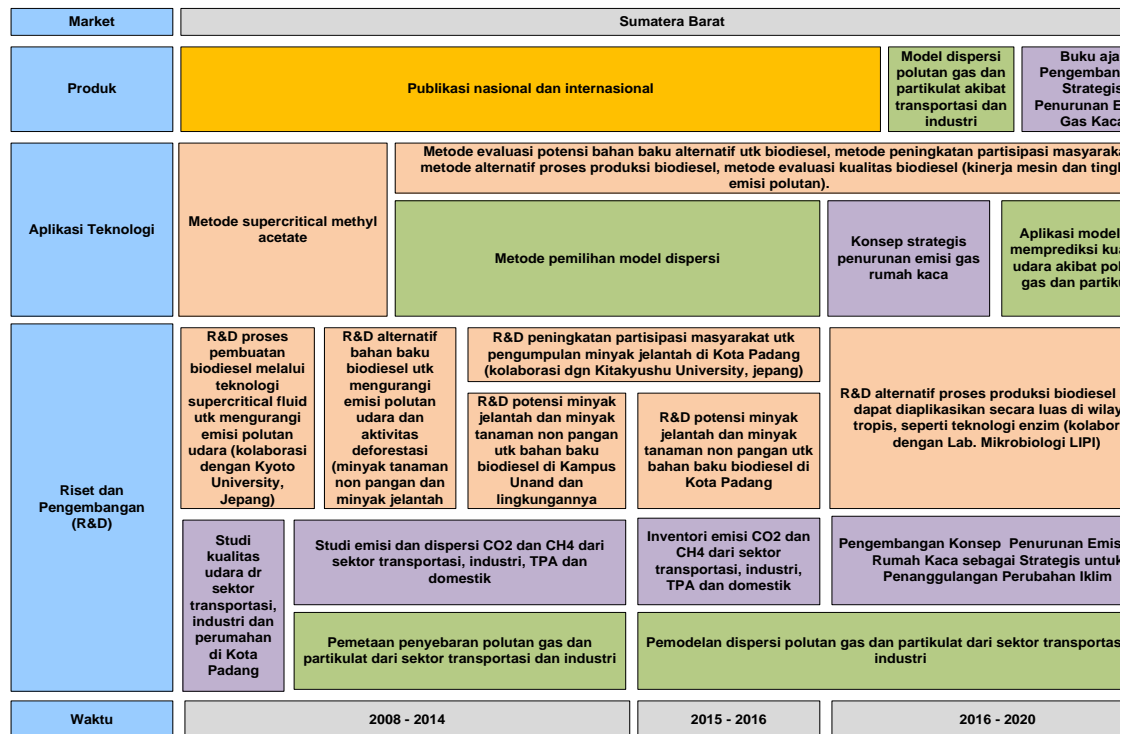 Market
Sumatera Barat
Produk
Publikasi nasional dan internasional
Model dispersi
polutan gas dan
partikulat akibat
transportasi dan
industri
Buku aja
Pengemban
Strategis
Penurunan E
Gas Kaca
Aplikasi Teknologi
Metode supercritical methyl
acetate
Metode evaluasi potensi bahan baku alternatif utk biodiesel, metode peningkatan partisipasi masyaraka
metode alternatif proses produksi biodiesel, metode evaluasi kualitas biodiesel (kinerja mesin dan tingk
emisi polutan).
Metode pemilihan model dispersi
Konsep strategis
penurunan emisi gas
rumah kaca
Aplikasi model
memprediksi kua
udara akibat pol
gas dan partiku
Riset dan
Pengembangan
(R&D)
R&D proses
pembuatan
biodiesel melalui
teknologi
supercritical fluid
utk mengurangi
emisi polutan
udara (kolaborasi
dengan Kyoto
University,
Jepang)
R&D alternatif
bahan baku
biodiesel utk
mengurangi
emisi polutan
udara dan
aktivitas
deforestasi
(minyak tanaman
non pangan dan
minyak jelantah
R&D peningkatan partisipasi masyarakat utk
pengumpulan minyak jelantah di Kota Padang
(kolaborasi dgn Kitakyushu University, jepang)
R&D potensi minyak
jelantah dan minyak
tanaman non pangan
utk bahan baku
biodiesel di Kampus
Unand dan
lingkungannya
R&D potensi minyak
jelantah dan minyak
tanaman non pangan utk
bahan baku biodiesel di
Kota Padang
R&D alternatif proses produksi biodiesel
dapat diaplikasikan secara luas di wilay
tropis, seperti teknologi enzim (kolabor
dengan Lab. Mikrobiologi LIPI)
Studi
kualitas
udara dr
sektor
transportasi,
industri dan
perumahan
di Kota
Padang
Studi emisi dan dispersi CO2 dan CH4 dari
sektor transportasi, industri, TPA dan
domestik
Inventori emisi CO2 dan
CH4 dari sektor
transportasi, industri,
TPA dan domestik
Pengembangan Konsep Penurunan Emis
Rumah Kaca sebagai Strategis untuk
Penanggulangan Perubahan Iklim
Pemetaan penyebaran polutan gas dan
partikulat dari sektor transportasi dan industri
Pemodelan dispersi polutan gas dan partikulat dari sektor transportas
industri
Waktu
2008 - 2014
2015 - 2016
2016 - 2020